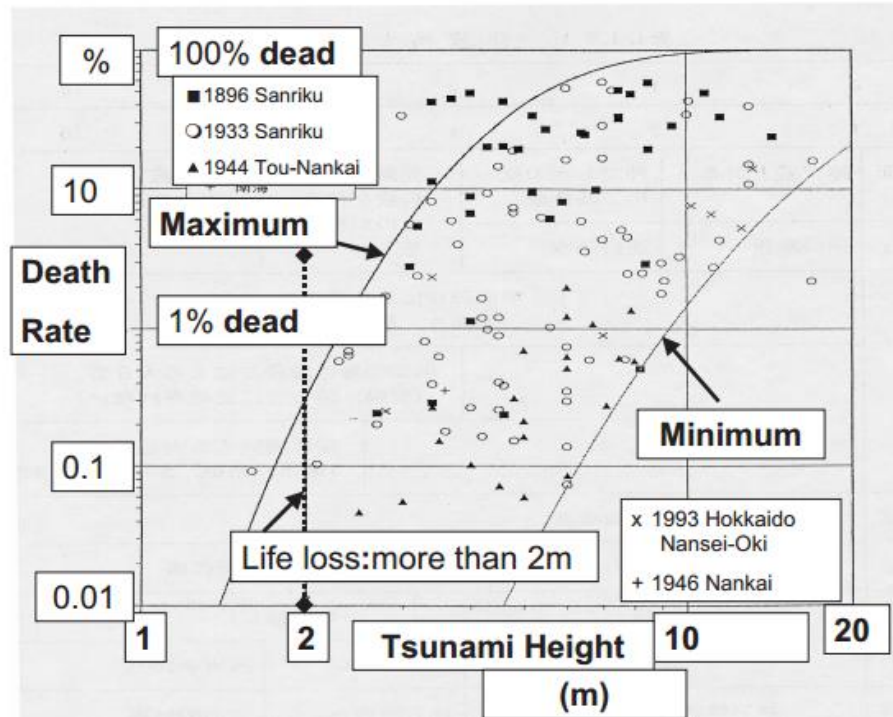 %
100% dead
■ 1896 Sanriku
○ 1933 Sanriku
▲ 1944 Tou-Nankai
10
Maximum
Death
Rate
1% dead
Minimum
0.1
x 1993 Hokkaido
Nansei-Oki
+ 1946 Nankai
Life loss:more than 2m
0.01
1
2
Tsunami Height
10
20
(m)